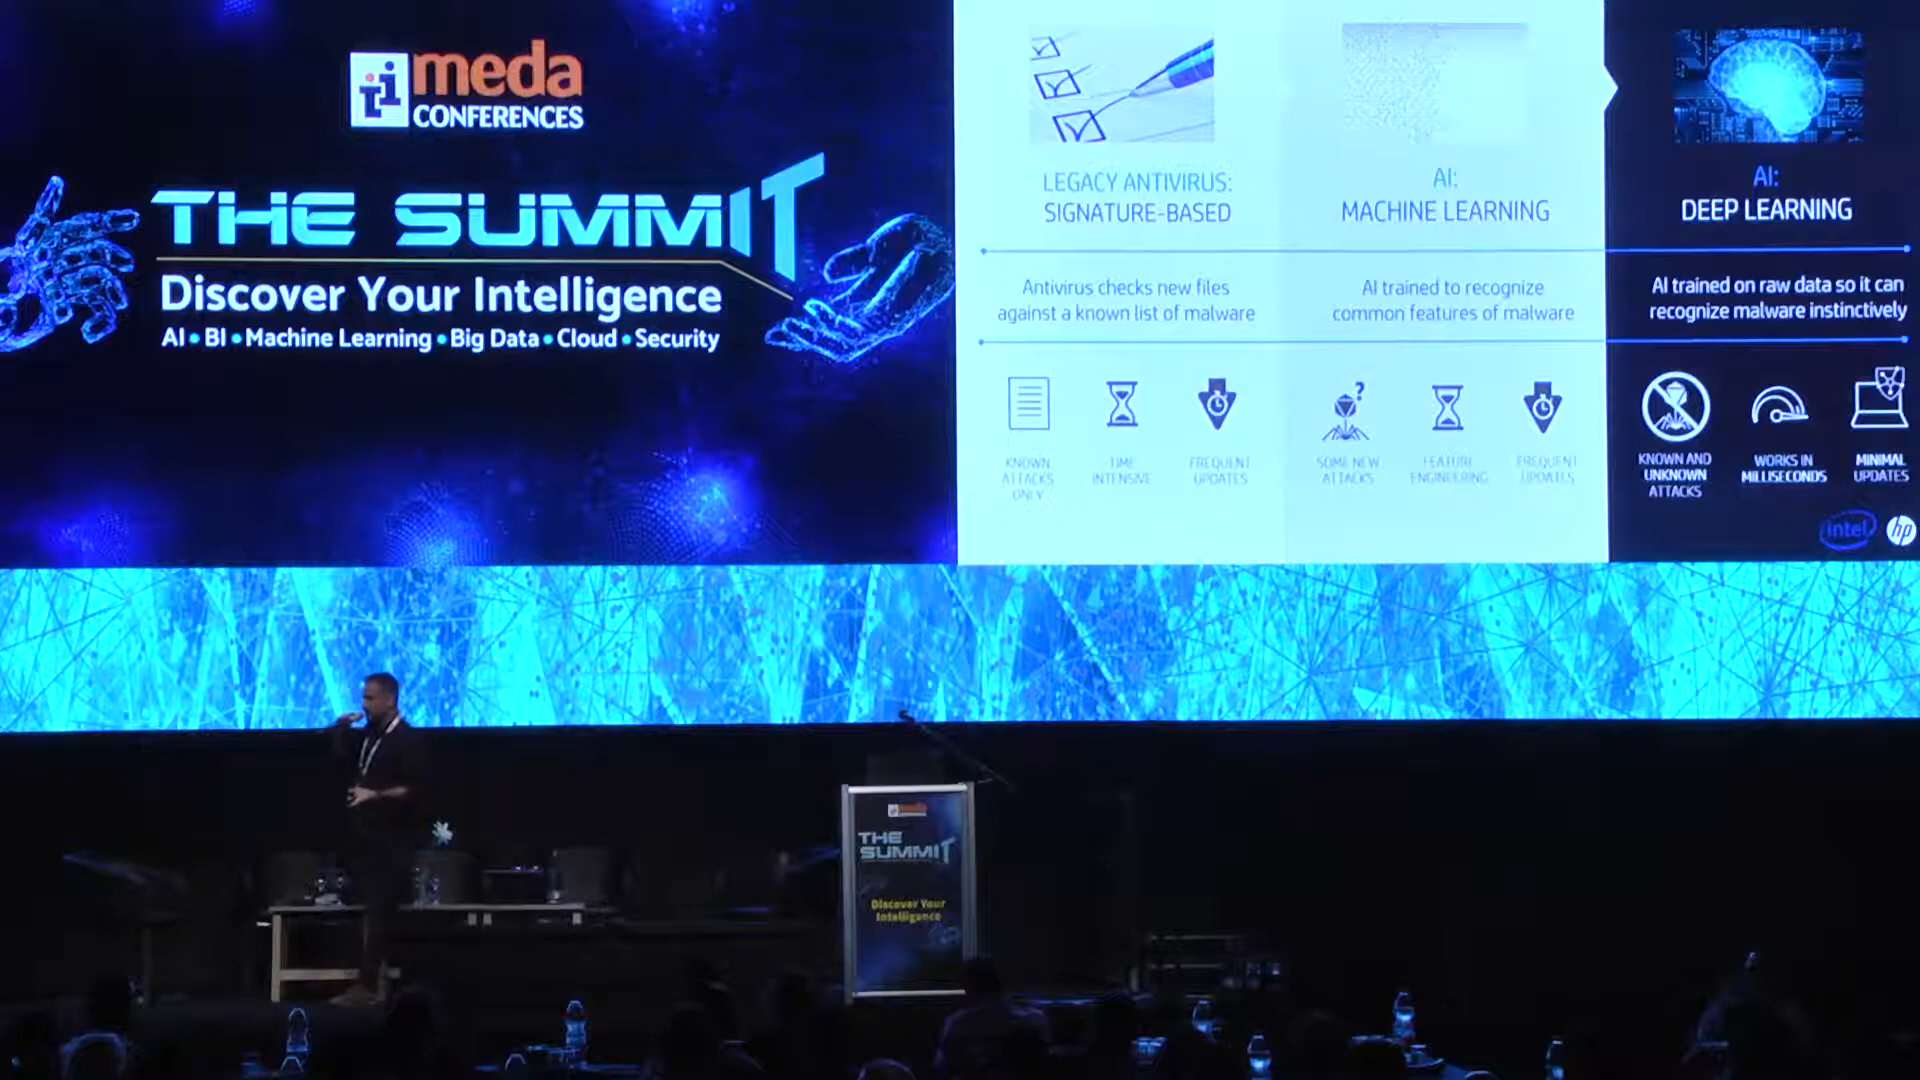 meda
CONFERENCES
THE SUMMIT
Discover Your Intelligence
AI • BI • Machine Learning • Big Data • Cloud • Security
LEGACY ANTIVIRUS:
SIGNATURE-BASED
Antivirus checks new files
against a known list of malware
KNOWN
ATTACKS
ONLY
TIME
INTENSIVE
FREQUENT
UPDATES
AI:
MACHINE LEARNING
AI trained to recognize
common features of malware
SOME NEW
ATTACKS
FEATURE
ENGINEERING
FREQUENT
UPDATES
AI:
DEEP LEARNING
AI trained on raw data so it can
recognize malware instinctively
KNOWN AND
UNKNOWN
ATTACKS
WORKS IN
MILLISECONDS
MINIMAL
UPDATES
intel
hp
meda
THE
SUMMIT
Discover Your
Intelligence